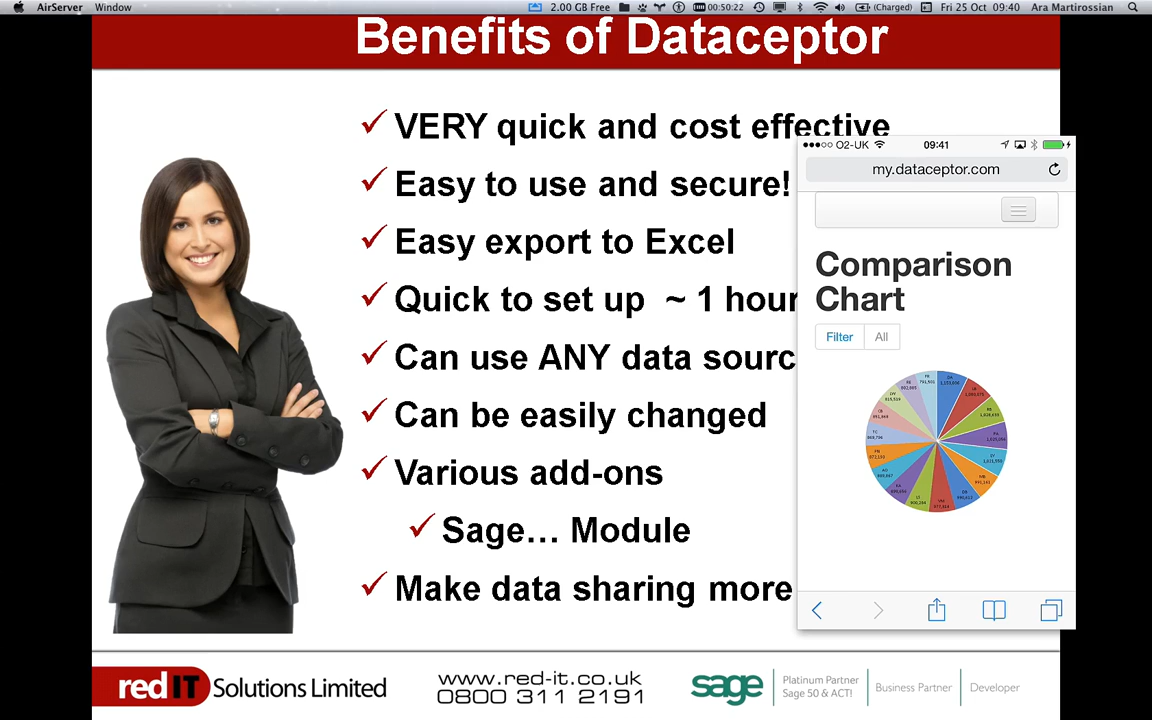 AirServer Window 2.00 GB Free 00:50:22 (Charged) Fri 25 Oct 09:40 Ara Martirossian
Benefits of Dataceptor
VERY quick and cost effective
Easy to use and secure!
Easy export to Excel
Quick to set up ~ 1 hour
Can use ANY data sourc
Can be easily changed
Various add-ons
Sage… Module
Make data sharing more
O2-UK 09:41
my.dataceptor.com
Comparison
Chart
Filter All
red IT Solutions Limited
www.red-it.co.uk
0800 311 2191
sage
Platinum Partner
Sage 50 & ACT!
Business Partner
Developer